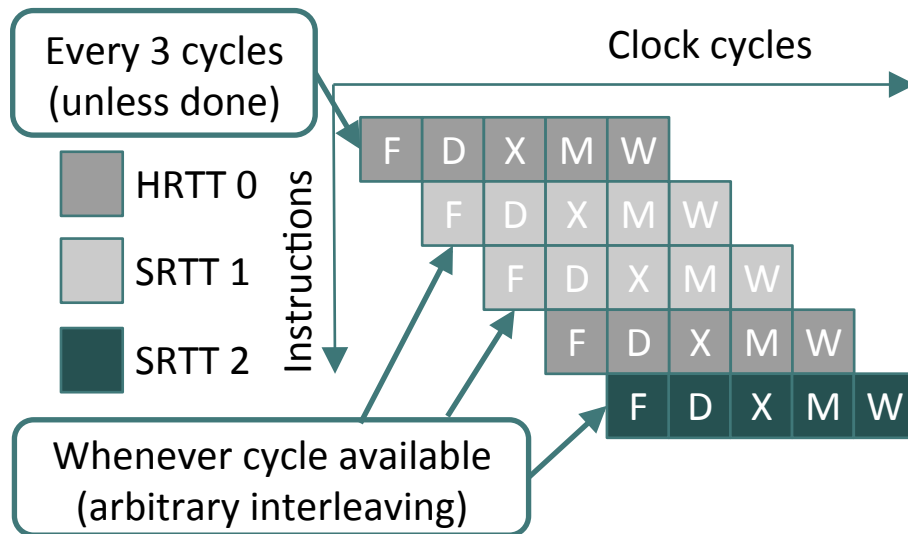 Every 3 cycles
(unless done)
Clock cycles
HRTT 0
SRTT 1
SRTT 2
Instructions
F D X M W
F D X M W
F D X M W
F D X M W
F D X M W
Whenever cycle available
(arbitrary interleaving)